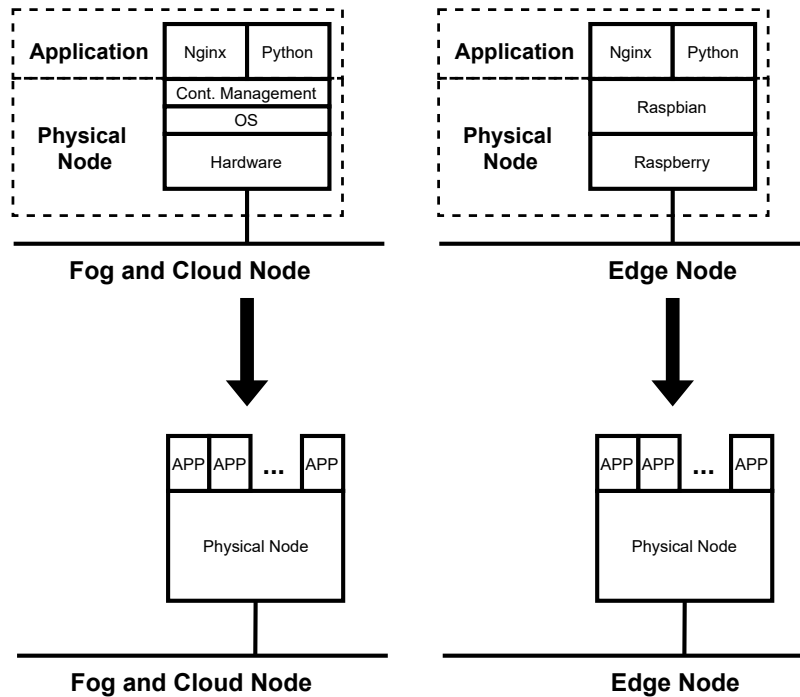 Application
Nginx Python
Cont. Management
OS
Physical
Node
Hardware
Fog and Cloud Node
Application
Nginx Python
Raspbian
Physical
Node
Raspberry
Edge Node
APP APP ... APP
Physical Node
Fog and Cloud Node
APP APP ... APP
Physical Node
Edge Node